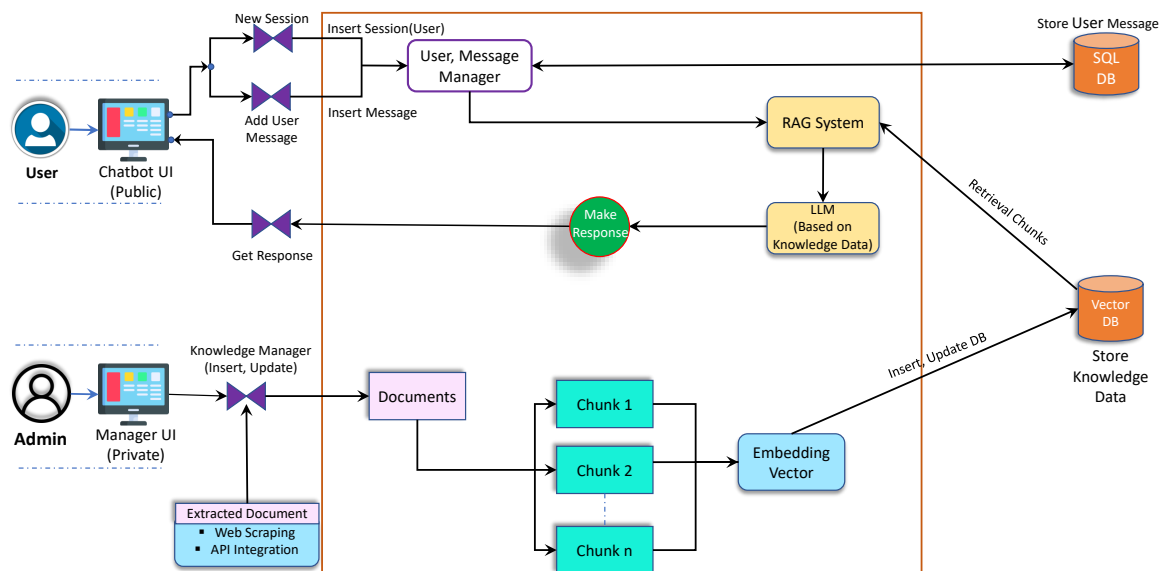 New Session
Insert Session(User)
Store User Message
User, Message
Manager
SQL
DB
Add User
Message
Insert Message
RAG System
User
Chatbot UI
(Public)
Retrieval Chunks
Make
Response
LLM
(Based on
Knowledge Data)
Get Response
Vector
DB
Store
Knowledge
Data
Insert, Update DB
Knowledge Manager
(Insert, Update)
Documents
Chunk 1
Admin
Manager UI
(Private)
Chunk 2
Embedding
Vector
Extracted Document
▪ Web Scraping
▪ API Integration
Chunk n